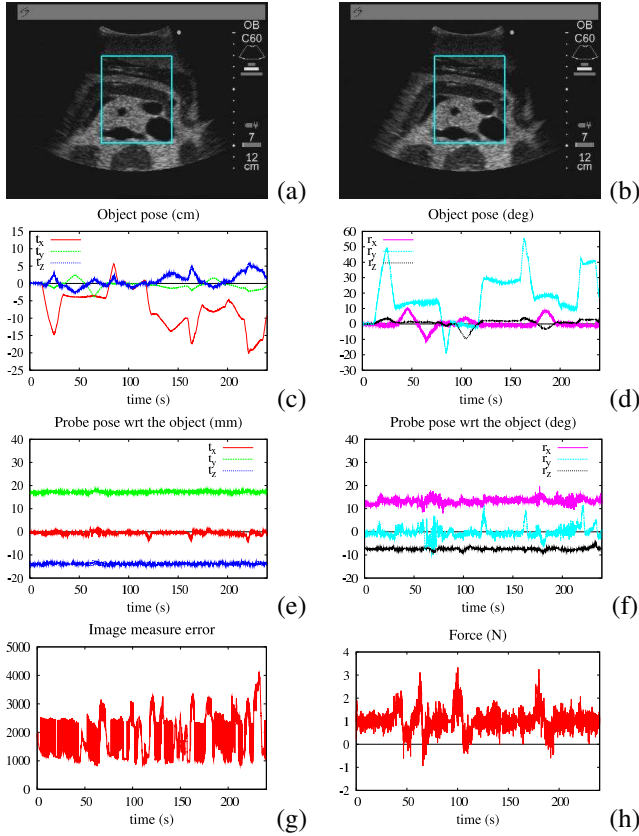 OB
C60
7
12
cm
(a)
OB
C60
7
12
cm
(b)
Object pose (cm)
t_x
t_y
t_z
15
10
5
0
-5
-10
-15
-20
-25
0 50 100 150 200
time (s)
(c)
Object pose (deg)
r_x
r_y
r_z
60
50
40
30
20
10
0
-10
-20
-30
0 50 100 150 200
time (s)
(d)
Probe pose wrt the object (mm)
t_x
t_y
t_z
40
30
20
10
0
-10
-20
0 50 100 150 200
time (s)
(e)
Probe pose wrt the object (deg)
r_x
r_y
r_z
40
30
20
10
0
-10
-20
0 50 100 150 200
time (s)
(f)
Image measure error
5000
4000
3000
2000
1000
0
0 50 100 150 200
time (s)
(g)
Force (N)
4
3
2
1
0
-1
-2
0 50 100 150 200
time (s)
(h)